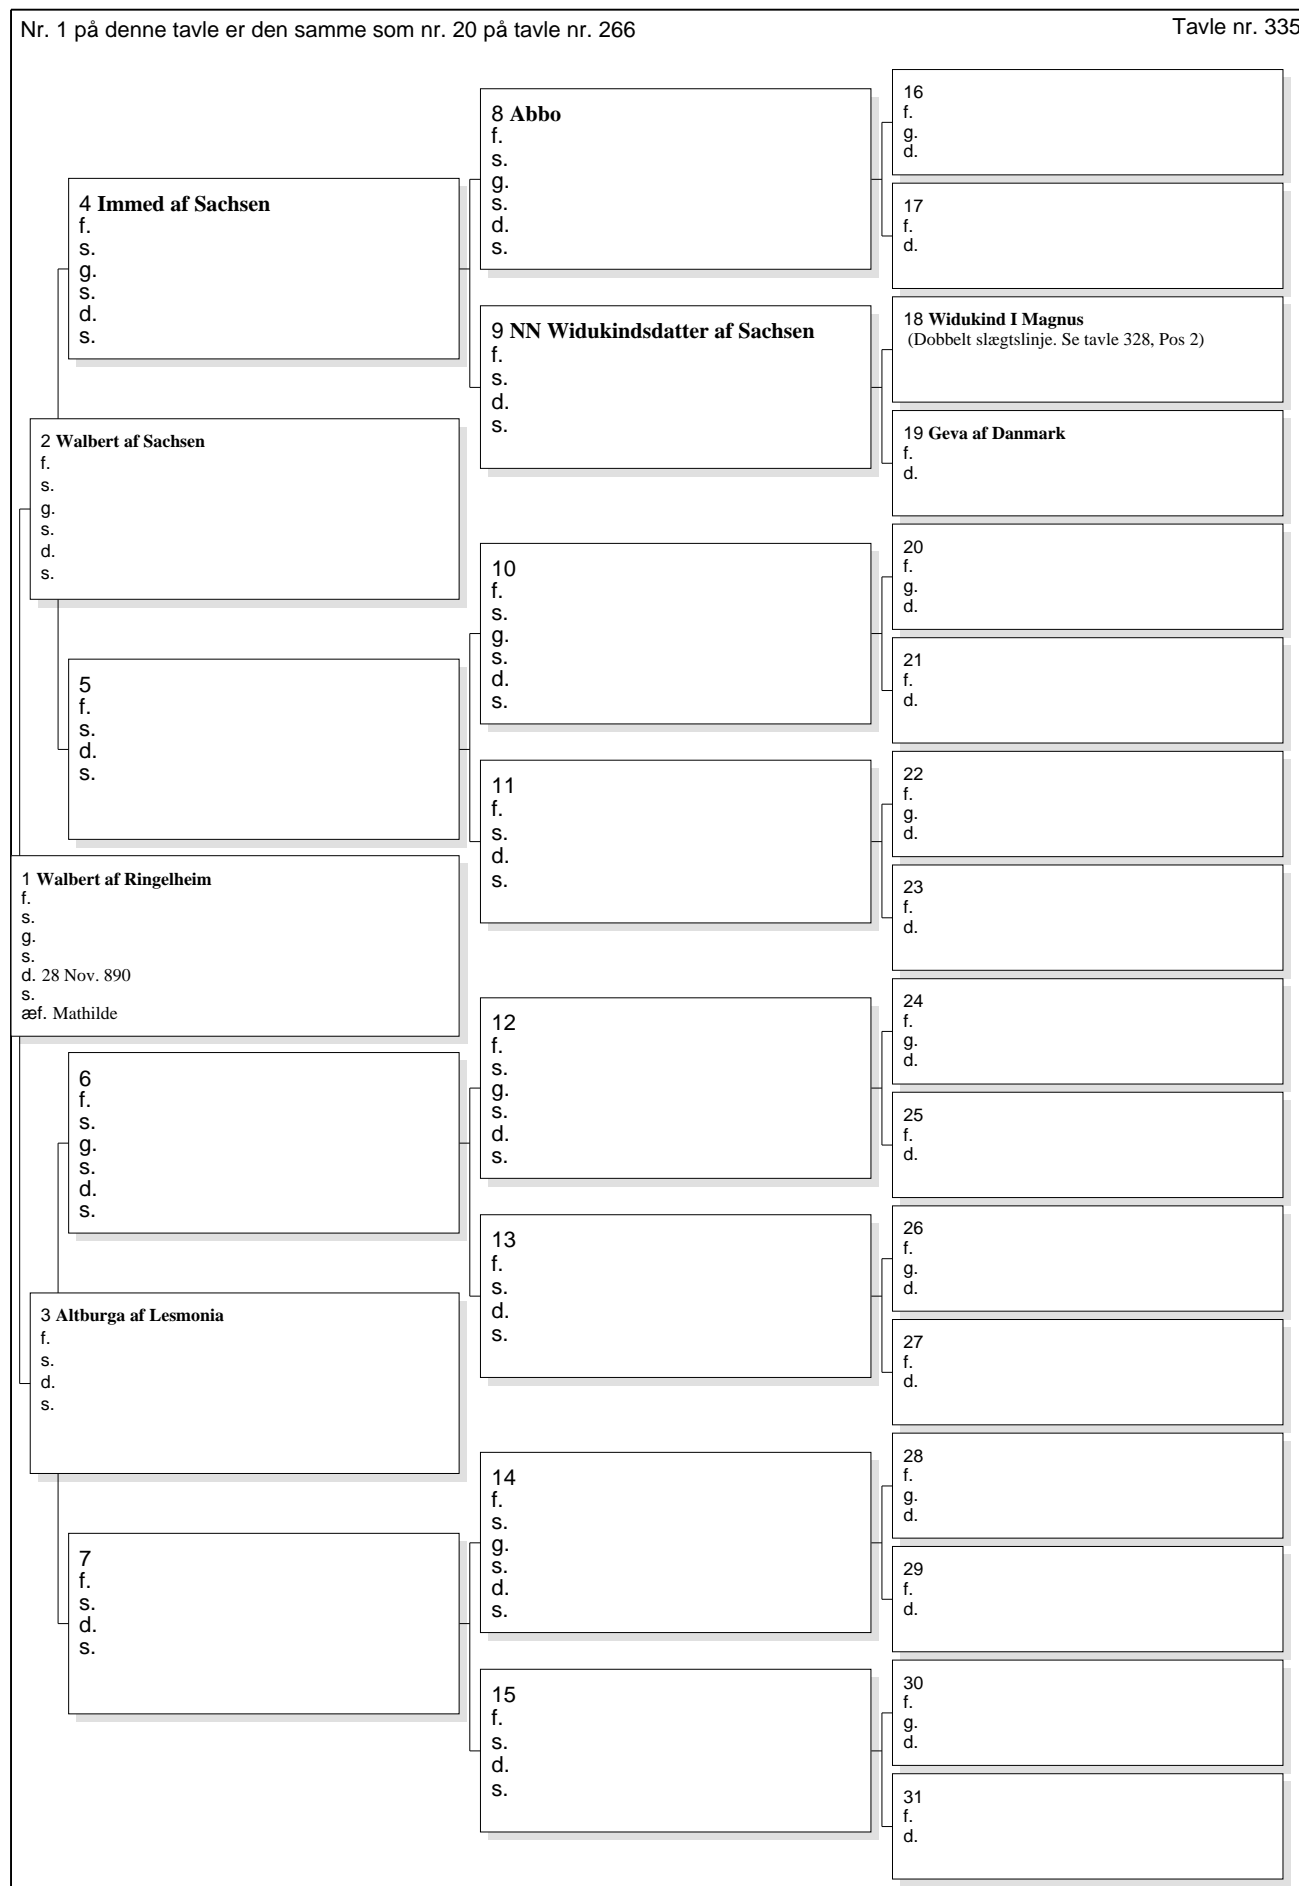 Nr. 1 på denne tavle er den samme som nr. 20 på tavle nr. 266
Tavle nr. 335
1 Walbert af Ringelheim
f.
s.
g.
s.
d. 28 Nov. 890
s.
æf. Mathilde
2 Walbert af Sachsen
f.
s.
g.
s.
d.
s.
3 Altburga af Lesmonia
f.
s.
d.
s.
4 Immed af Sachsen
f.
s.
g.
s.
d.
s.
5
f.
s.
d.
s.
6
f.
s.
g.
s.
d.
s.
7
f.
s.
d.
s.
8 Abbo
f.
s.
g.
s.
d.
s.
9 NN Widukindsdatter af Sachsen
f.
s.
d.
s.
10
f.
s.
g.
s.
d.
s.
11
f.
s.
d.
s.
12
f.
s.
g.
s.
d.
s.
13
f.
s.
d.
s.
14
f.
s.
g.
s.
d.
s.
15
f.
s.
d.
s.
16
f.
g.
d.
17
f.
d.
18 Widukind I Magnus
(Dobbelt slægtslinje. Se tavle 328, Pos 2)
19 Geva af Danmark
f.
d.
20
f.
g.
d.
21
f.
d.
22
f.
g.
d.
23
f.
d.
24
f.
g.
d.
25
f.
d.
26
f.
g.
d.
27
f.
d.
28
f.
g.
d.
29
f.
d.
30
f.
g.
d.
31
f.
d.